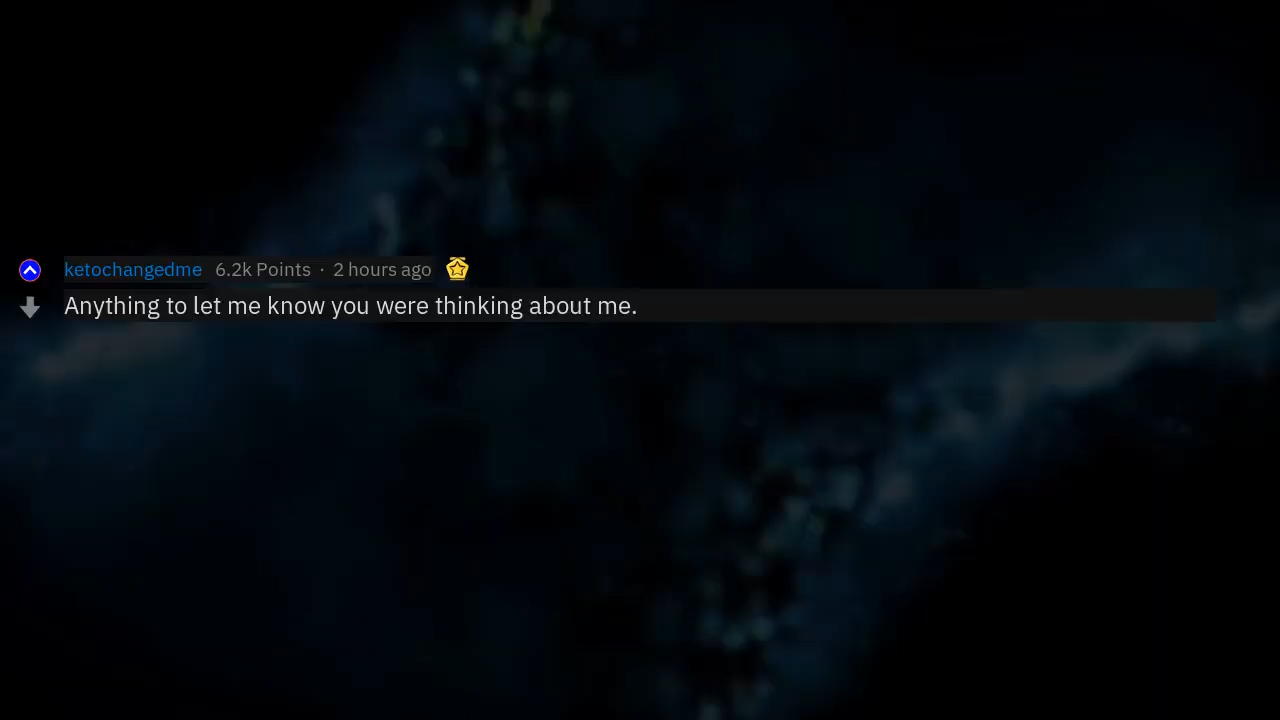 ketochangedme 6.2k Points · 2 hours ago
Anything to let me know you were thinking about me.